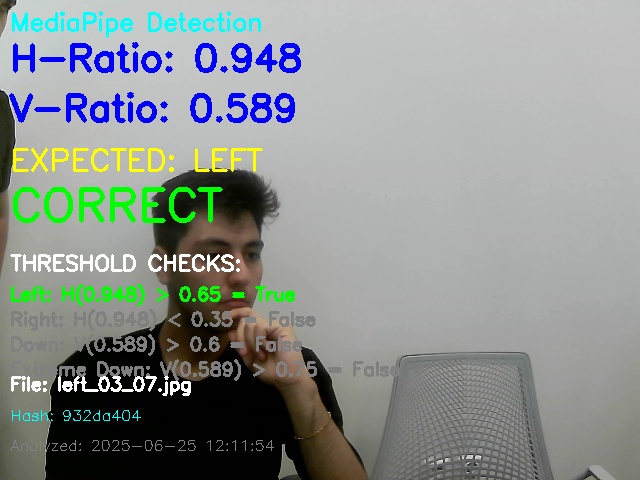 MediaPipe Detection
H-Ratio: 0.948
V-Ratio: 0.589
EXPECTED: LEFT
CORRECT
THRESHOLD CHECKS:
Left: H(0.948) > 0.65 = True
Right: H(0.948) < 0.35 = False
Down: V(0.589) > 0.6 = False
Extreme Down: V(0.589) > 0.75 = False
File: left_03_07.jpg
Hash: 932da404
Analyzed: 2025-06-25 12:11:54